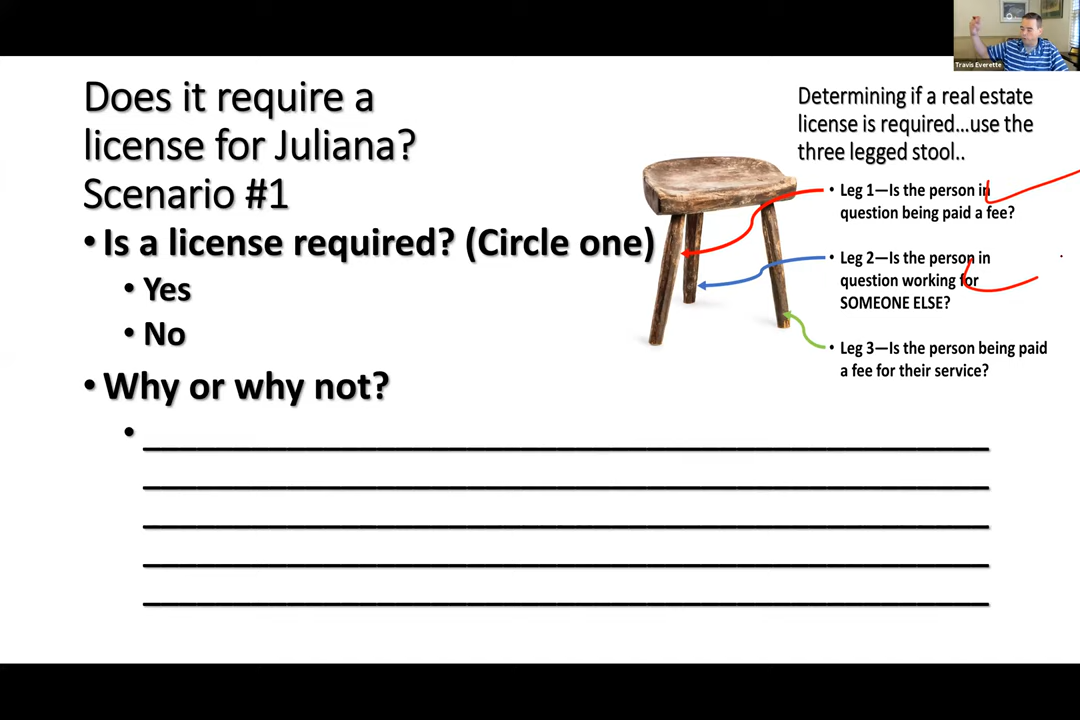 Travis Everette
Does it require a
license for Juliana?
Scenario #1
• Is a license required? (Circle one)
• Yes
• No
• Why or why not?
Determining if a real estate
license is required…use the
three legged stool..
• Leg 1—Is the person in
question being paid a fee?
• Leg 2—Is the person in
question working for
SOMEONE ELSE?
• Leg 3—Is the person being paid
a fee for their service?